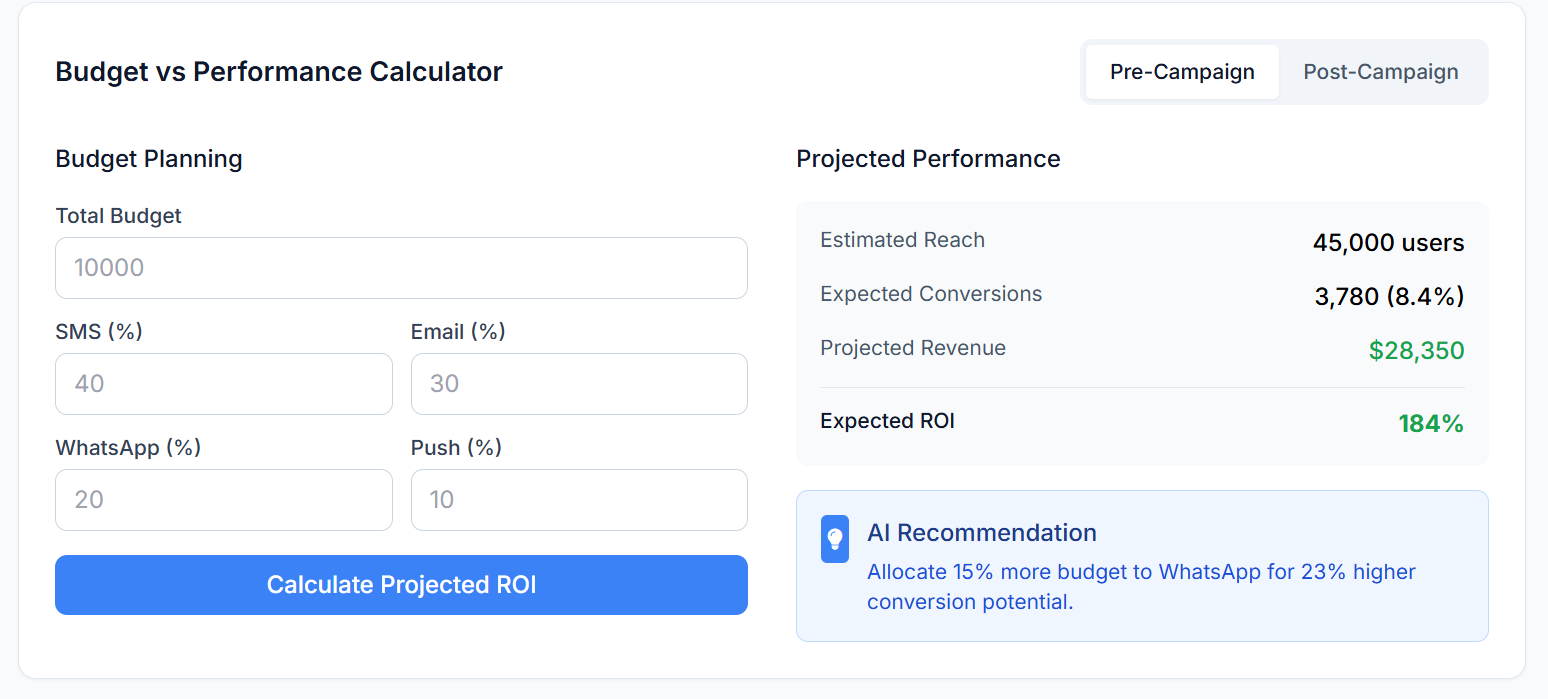 Budget vs Performance Calculator
Pre-Campaign
Post-Campaign
Budget Planning
Total Budget
10000
SMS (%)
Email (%)
40
30
WhatsApp (%)
Push (%)
20
10
Calculate Projected ROI
Projected Performance
Estimated Reach
45,000 users
Expected Conversions
3,780 (8.4%)
Projected Revenue
$28,350
Expected ROI
184%
AI Recommendation
Allocate 15% more budget to WhatsApp for 23% higher
conversion potential.